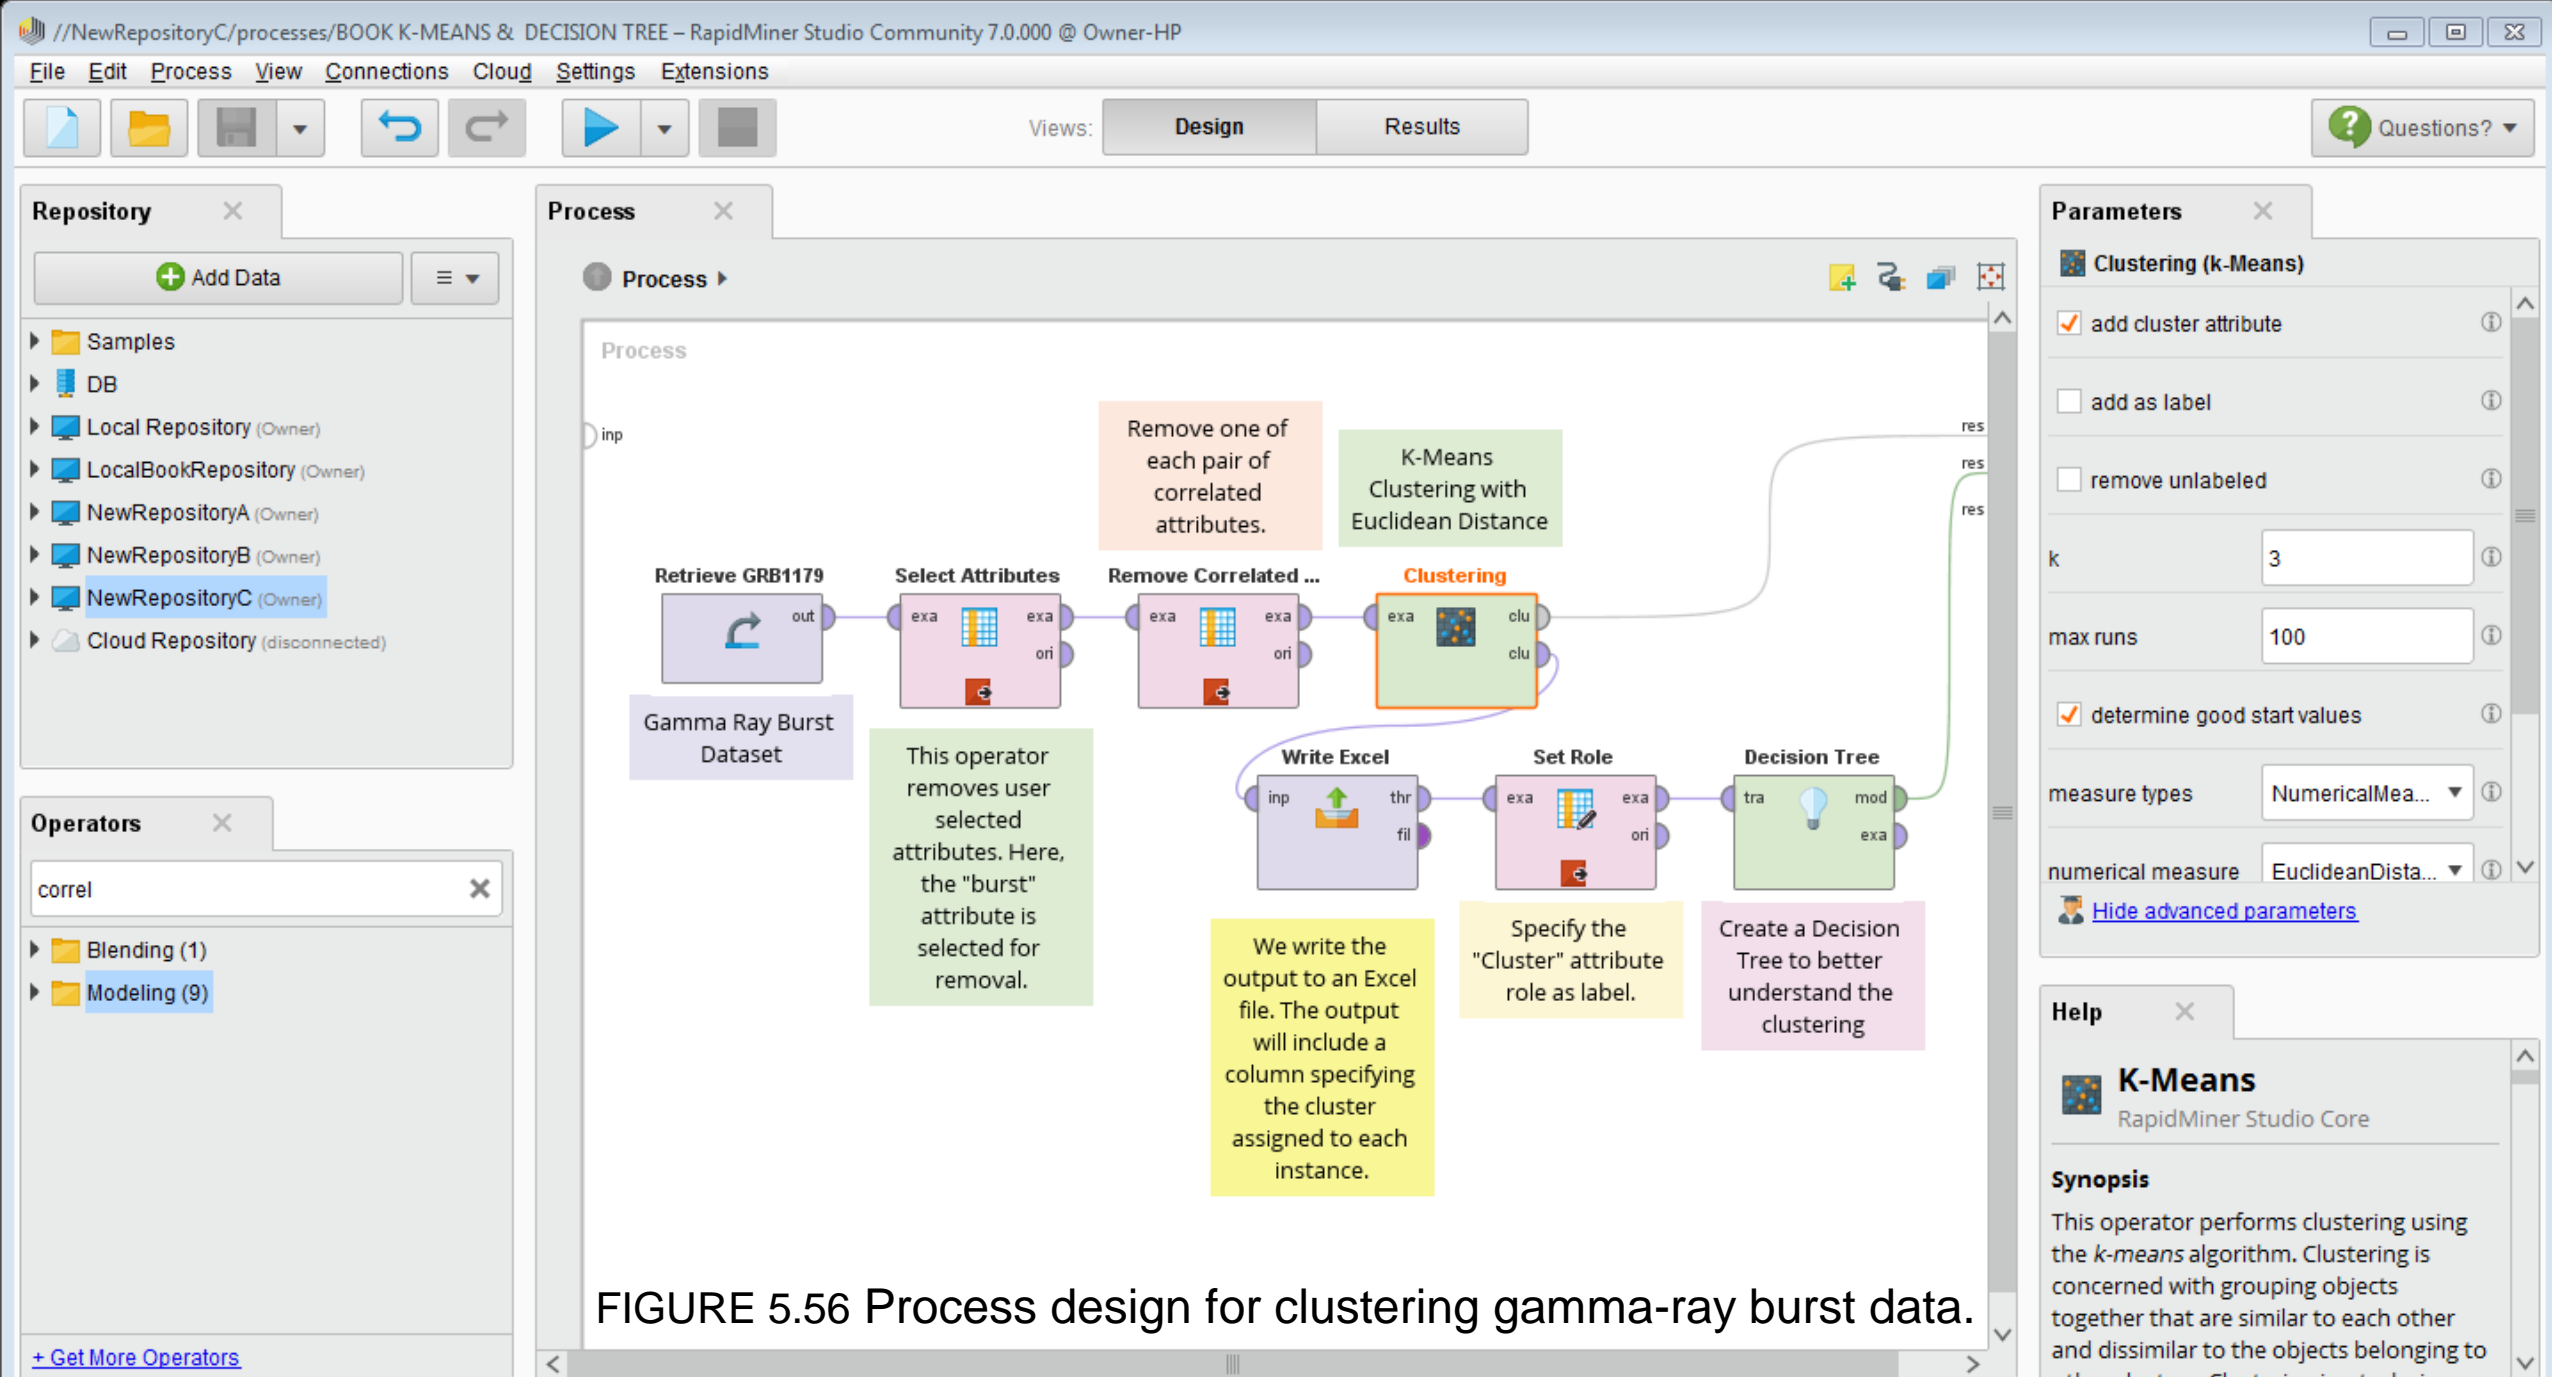 //NewRepositoryC/processes/BOOK K-MEANS &  DECISION TREE – RapidMiner Studio Community 7.0.000 @ Owner-HP
File Edit Process View Connections Cloud Settings Extensions
Views: Design Results
Questions?
Repository
Add Data
Samples
DB
Local Repository (Owner)
LocalBookRepository (Owner)
NewRepositoryA (Owner)
NewRepositoryB (Owner)
NewRepositoryC (Owner)
Cloud Repository (disconnected)
Operators
correl
Blending (1)
Modeling (9)
+ Get More Operators
Process
Process
Process
inp
res
res
res
Remove one of
each pair of
correlated
attributes.
K-Means
Clustering with
Euclidean Distance
Retrieve GRB1179
out
Select Attributes
exa exa
ori
Remove Correlated ...
exa exa
ori
Clustering
exa clu
clu
Gamma Ray Burst
Dataset
This operator
removes user
selected
attributes. Here,
the "burst"
attribute is
selected for
removal.
Write Excel
inp thr
fil
Set Role
exa exa
ori
Decision Tree
tra mod
exa
We write the
output to an Excel
file. The output
will include a
column specifying
the cluster
assigned to each
instance.
Specify the
"Cluster" attribute
role as label.
Create a Decision
Tree to better
understand the
clustering
FIGURE 5.56 Process design for clustering gamma-ray burst data.
Parameters
Clustering (k-Means)
add cluster attribute
add as label
remove unlabeled
k 3
max runs 100
determine good start values
measure types NumericalMea...
numerical measure EuclideanDista...
Hide advanced parameters
Help
K-Means
RapidMiner Studio Core
Synopsis
This operator performs clustering using
the k-means algorithm. Clustering is
concerned with grouping objects
together that are similar to each other
and dissimilar to the objects belonging to